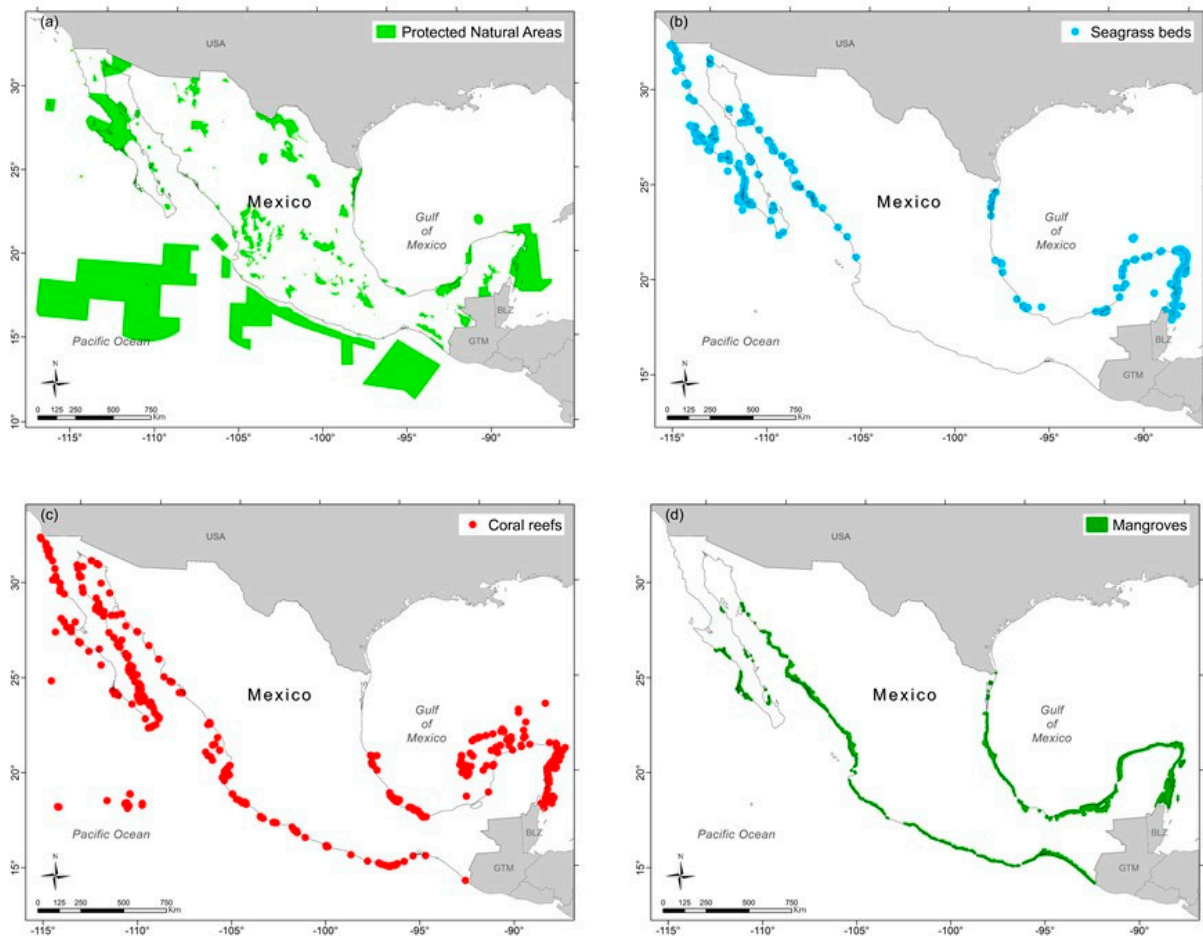 (a)
USA
Protected Natural Areas
30°
25°
20°
15°
10°
Mexico
Gulf
of
Mexico
BLZ
GTM
Pacific Ocean
N
0 125 250 500 750
Km
-115° -110° -105° -100° -95° -90°
(b)
USA
Seagrass beds
30°
25°
20°
15°
Mexico
Gulf
of
Mexico
BLZ
GTM
Pacific Ocean
N
0 125 250 500 750
Km
-115° -110° -105° -100° -95° -90°
(c)
USA
Coral reefs
30°
25°
20°
15°
Mexico
Gulf
of
Mexico
BLZ
GTM
Pacific Ocean
N
0 125 250 500 750
Km
-115° -110° -105° -100° -95° -90°
(d)
USA
Mangroves
30°
25°
20°
15°
Mexico
Gulf
of
Mexico
BLZ
GTM
Pacific Ocean
N
0 125 250 500 750
Km
-115° -110° -105° -100° -95° -90°